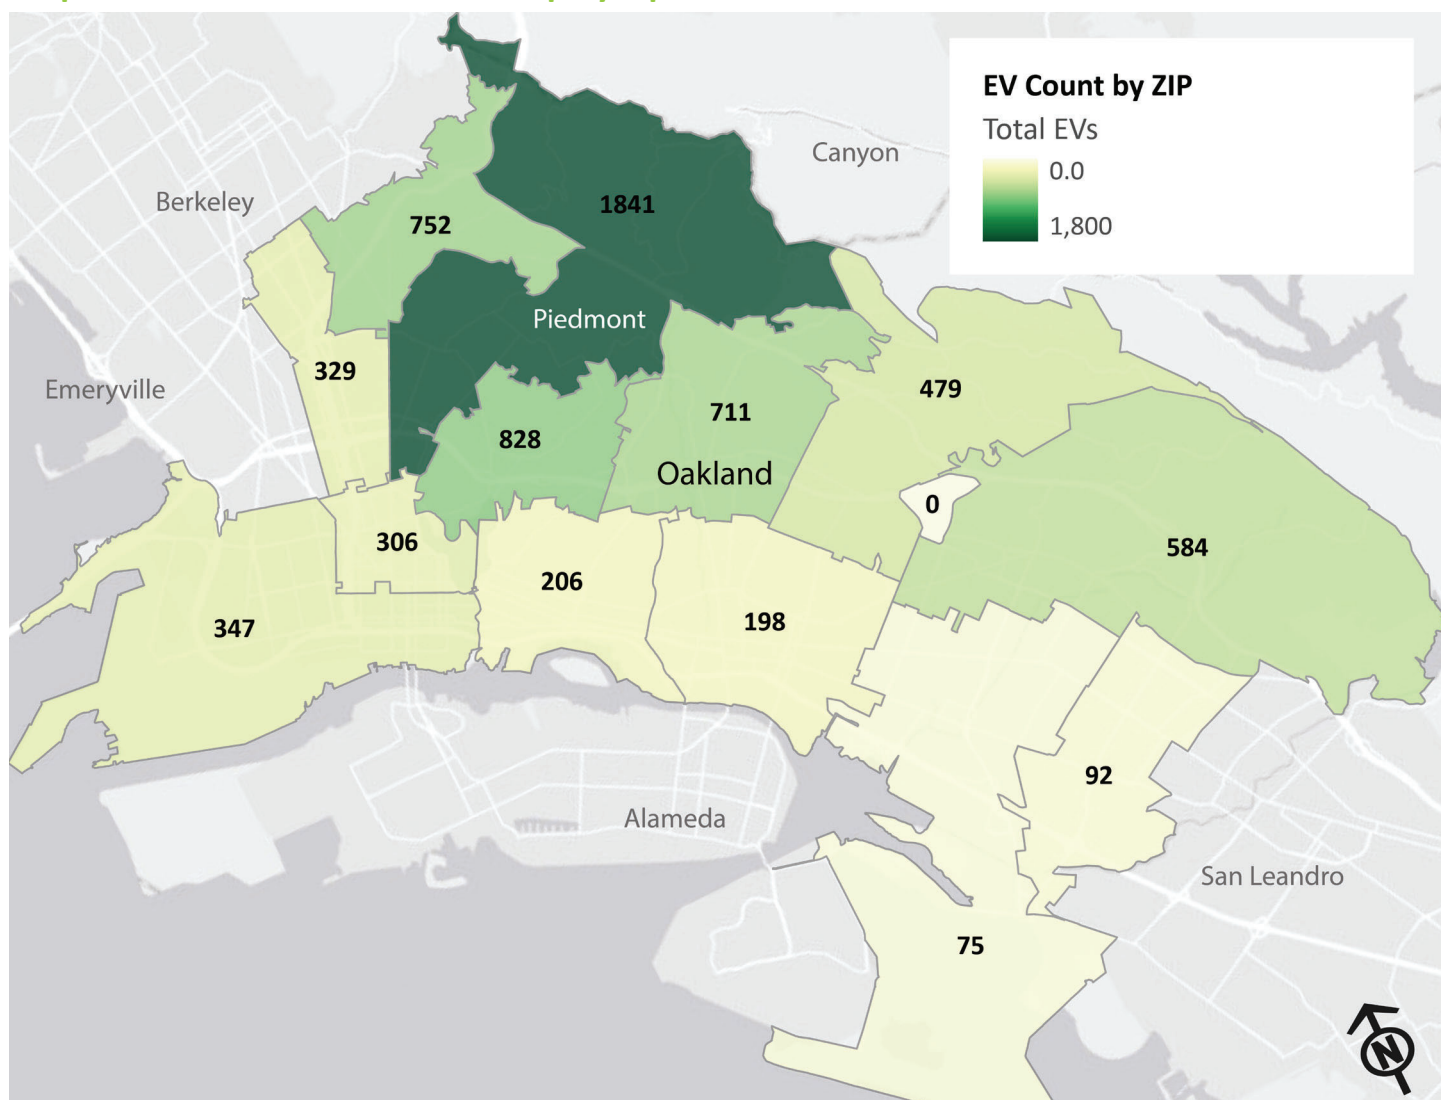 EV Count by ZIP
Total EVs
0.0
1,800
Canyon
Berkeley
1841
752
Piedmont
329
Emeryville
479
711
828
Oakland
0
306
584
206
198
347
92
Alameda
San Leandro
75
N